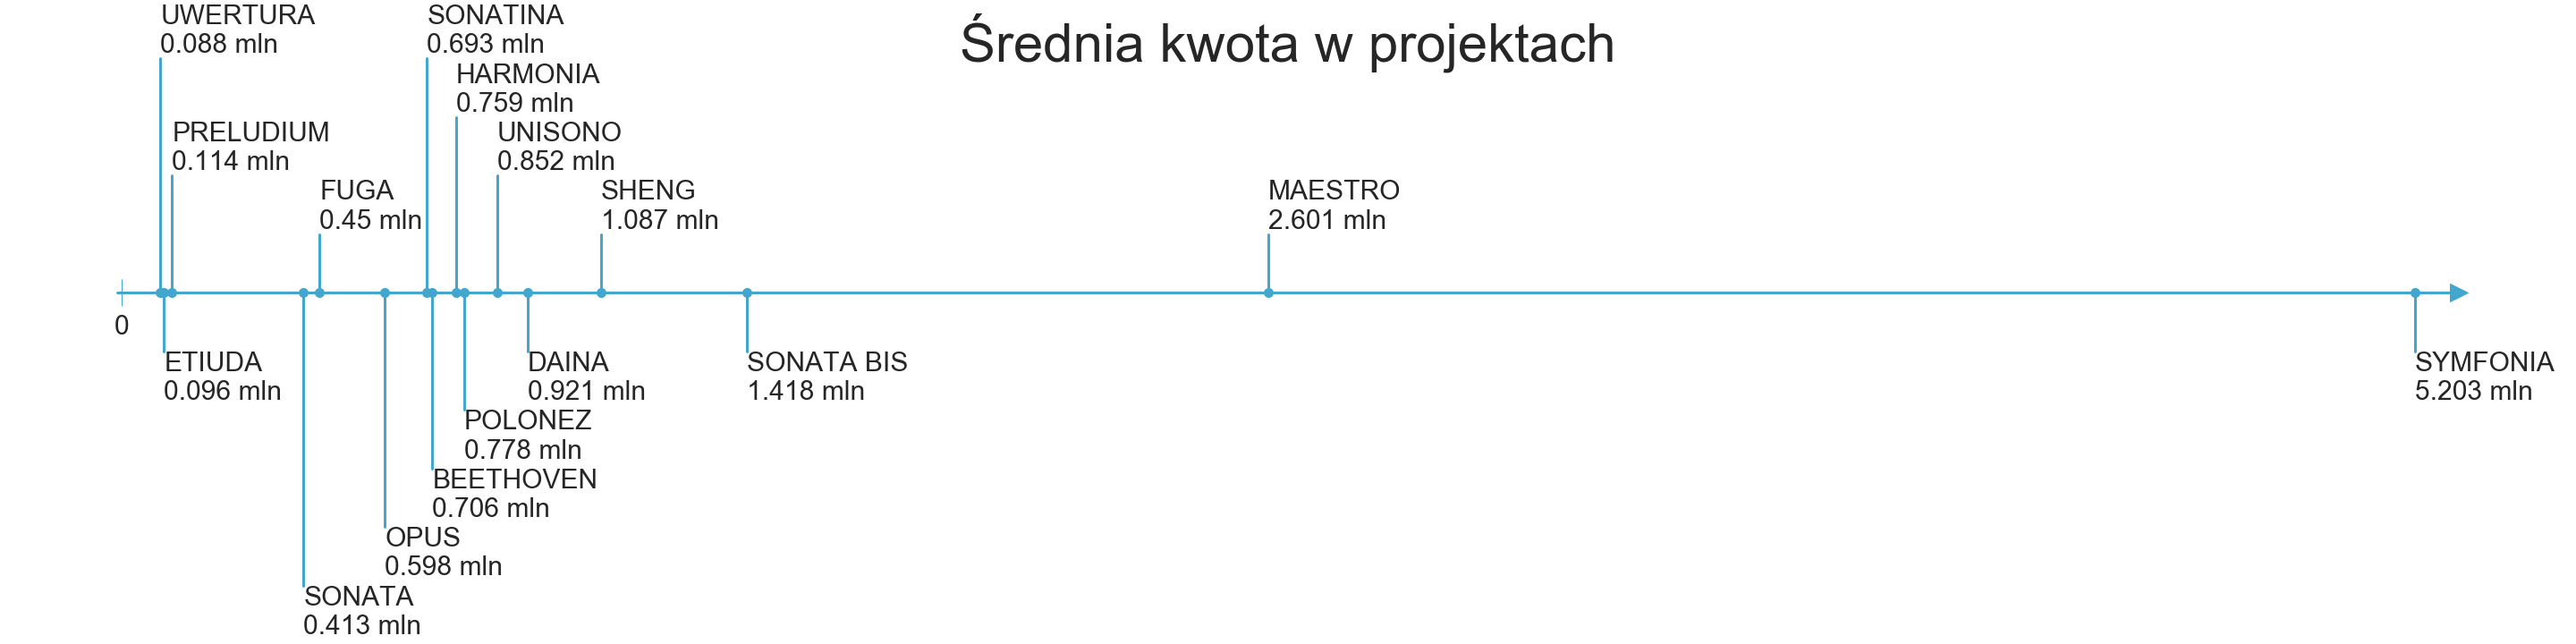 Średnia kwota w projektach
UWERTURA
0.088 mln
SONATINA
0.693 mln
HARMONIA
0.759 mln
PRELUDIUM
0.114 mln
UNISONO
0.852 mln
FUGA
0.45 mln
SHENG
1.087 mln
MAESTRO
2.601 mln
0
ETIUDA
0.096 mln
DAINA
0.921 mln
SONATA BIS
1.418 mln
SYMFONIA
5.203 mln
POLONEZ
0.778 mln
BEETHOVEN
0.706 mln
OPUS
0.598 mln
SONATA
0.413 mln